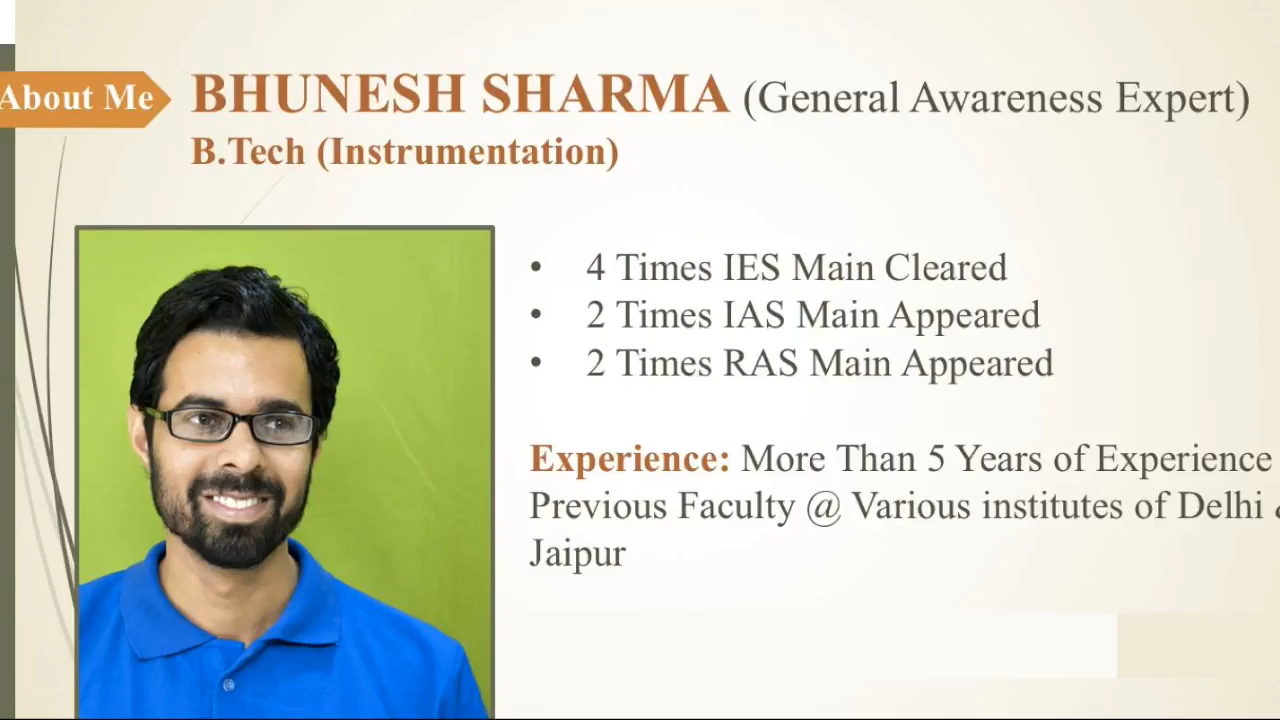 About Me
BHUNESH SHARMA (General Awareness Expert)
B.Tech (Instrumentation)
• 4 Times IES Main Cleared
• 2 Times IAS Main Appeared
• 2 Times RAS Main Appeared
Experience: More Than 5 Years of Experience
Previous Faculty @ Various institutes of Delhi &
Jaipur